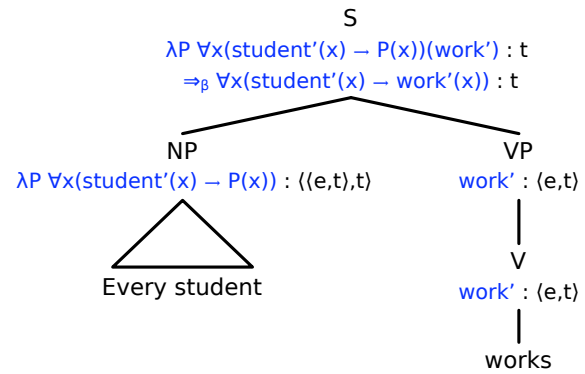 S
λP ∀x(student'(x) → P(x))(work') : t
⇒β ∀x(student'(x) → work'(x)) : t
NP
VP
λP ∀x(student'(x) → P(x)) : ⟨⟨e,t⟩,t⟩
work' : ⟨e,t⟩
V
Every student
work' : ⟨e,t⟩
works